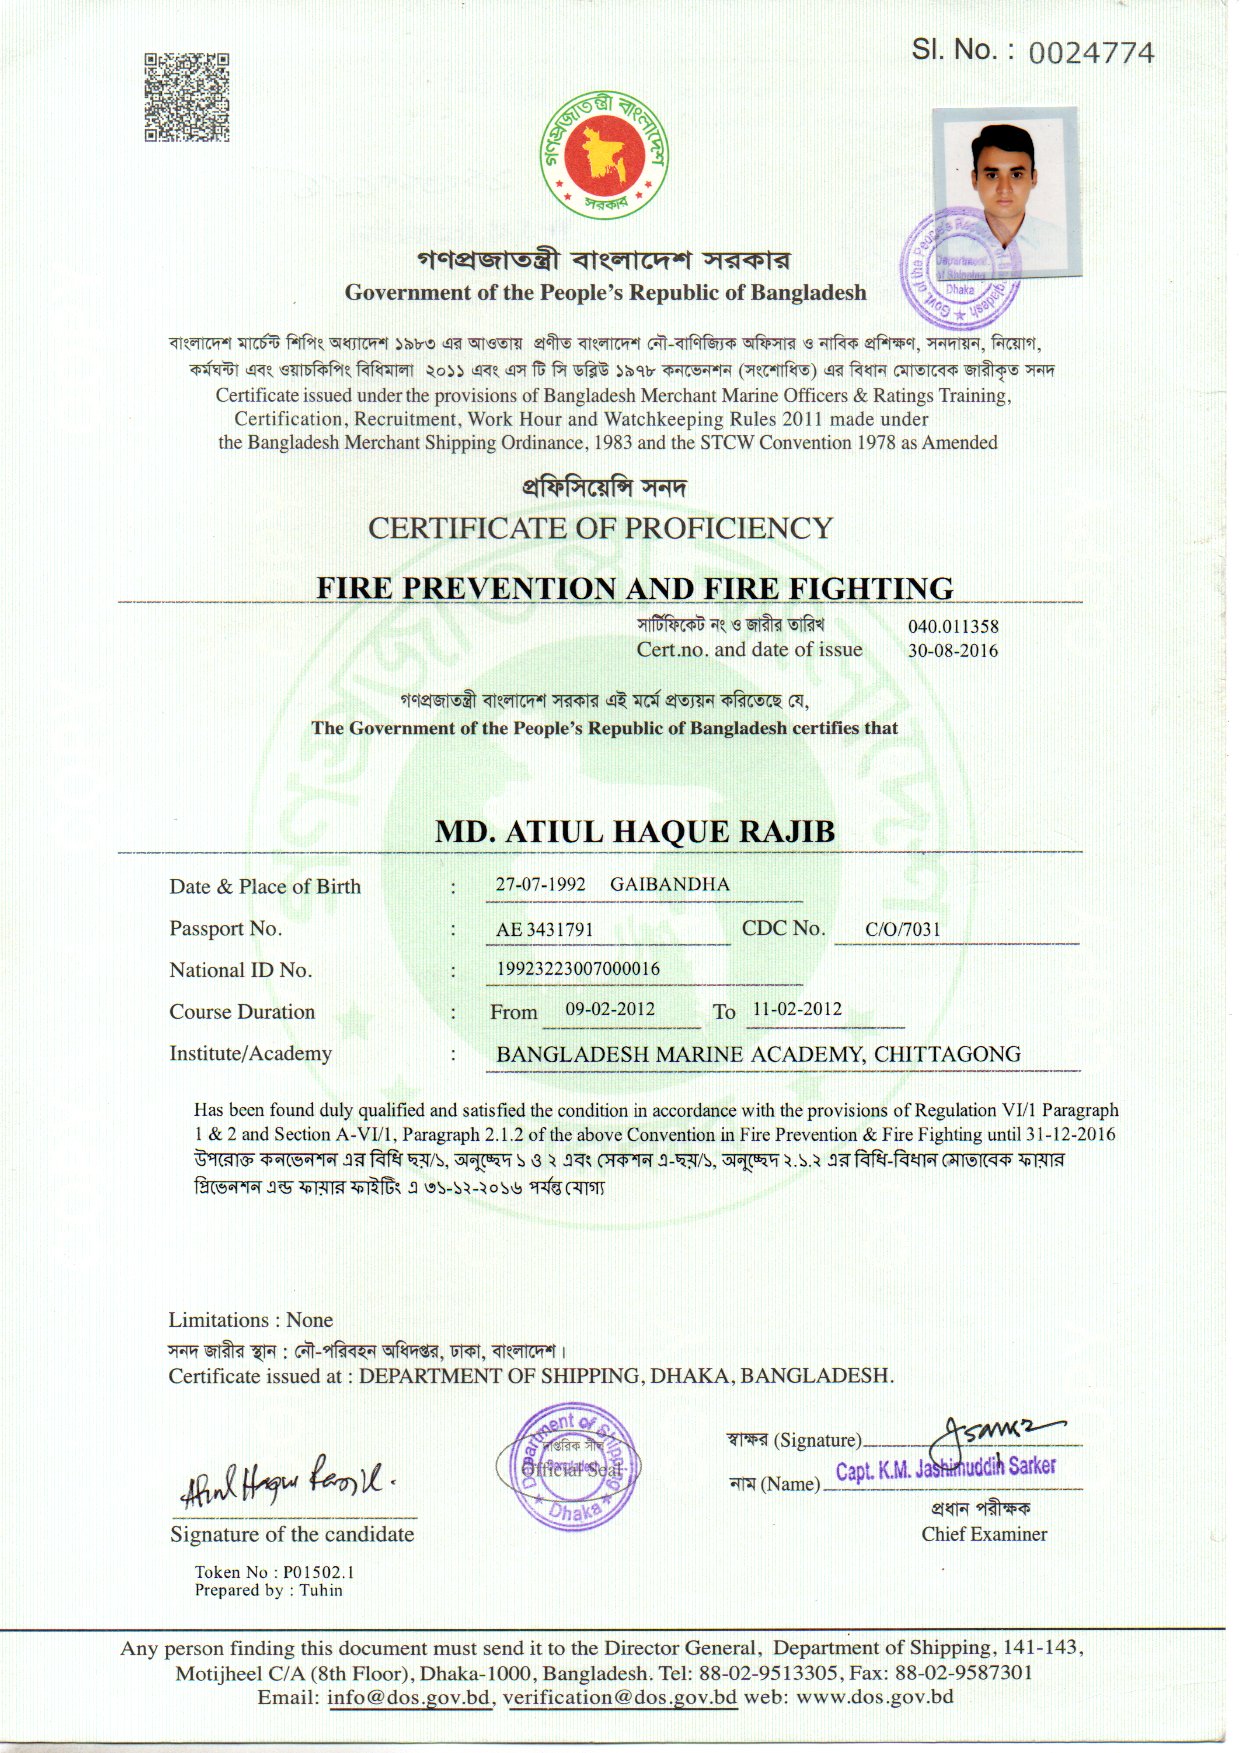 Sl. No. : 0024774
গণপ্রজাতন্ত্রী বাংলাদেশ
সরকার
গণপ্রজাতন্ত্রী বাংলাদেশ সরকার
Government of the People's Republic of Bangladesh
Govt. of the People's Republic of Bangladesh
Department of Shipping
Dhaka
বাংলাদেশ মার্চেন্ট শিপিং অধ্যাদেশ ১৯৮৩ এর আওতায় প্রণীত বাংলাদেশ নৌ-বাণিজ্যিক অফিসার ও নাবিক প্রশিক্ষণ, সনদায়ন, নিয়োগ,
কর্মঘন্টা এবং ওয়াচকিপিং বিধিমালা ২০১১ এবং এস টি সি ডব্লিউ ১৯৭৮ কনভেনশন (সংশোধিত) এর বিধান মোতাবেক জারীকৃত সনদ
Certificate issued under the provisions of Bangladesh Merchant Marine Officers & Ratings Training,
Certification, Recruitment, Work Hour and Watchkeeping Rules 2011 made under
the Bangladesh Merchant Shipping Ordinance, 1983 and the STCW Convention 1978 as Amended
প্রফিসিয়েন্সি সনদ
CERTIFICATE OF PROFICIENCY
FIRE PREVENTION AND FIRE FIGHTING
সার্টিফিকেট নং ও জারীর তারিখ 040.011358
Cert.no. and date of issue 30-08-2016
গণপ্রজাতন্ত্রী বাংলাদেশ সরকার এই মর্মে প্রত্যয়ন করিতেছে যে,
The Government of the People's Republic of Bangladesh certifies that
MD. ATIUL HAQUE RAJIB
Date & Place of Birth : 27-07-1992 GAIBANDHA
Passport No. : AE 3431791 CDC No. C/O/7031
National ID No. : 19923223007000016
Course Duration : From 09-02-2012 To 11-02-2012
Institute/Academy : BANGLADESH MARINE ACADEMY, CHITTAGONG
Has been found duly qualified and satisfied the condition in accordance with the provisions of Regulation VI/1 Paragraph
1 & 2 and Section A-VI/1, Paragraph 2.1.2 of the above Convention in Fire Prevention & Fire Fighting until 31-12-2016
উপরোক্ত কনভেনশন এর বিধি ছয়/১, অনুচ্ছেদ ১ ও ২ এবং সেকশন এ-ছয়/১, অনুচ্ছেদ ২.১.২ এর বিধি-বিধান মোতাবেক ফায়ার
প্রিভেনশন এন্ড ফায়ার ফাইটিং এ ৩১-১২-২০১৬ পর্যন্ত যোগ্য
Limitations : None
সনদ জারীর স্থান : নৌ-পরিবহন অধিদপ্তর, ঢাকা, বাংলাদেশ।
Certificate issued at : DEPARTMENT OF SHIPPING, DHAKA, BANGLADESH.
Department of Shipping
দাপ্তরিক সীল
Bangladesh
Official Seal
Dhaka
স্বাক্ষর (Signature)
Capt. K.M. Jashimuddin Sarker
নাম (Name)
প্রধান পরীক্ষক
Chief Examiner
Atiul Haque Rajib.
Signature of the candidate
Token No : P01502.1
Prepared by : Tuhin
Any person finding this document must send it to the Director General, Department of Shipping, 141-143,
Motijheel C/A (8th Floor), Dhaka-1000, Bangladesh. Tel: 88-02-9513305, Fax: 88-02-9587301
Email: info@dos.gov.bd, verification@dos.gov.bd web: www.dos.gov.bd